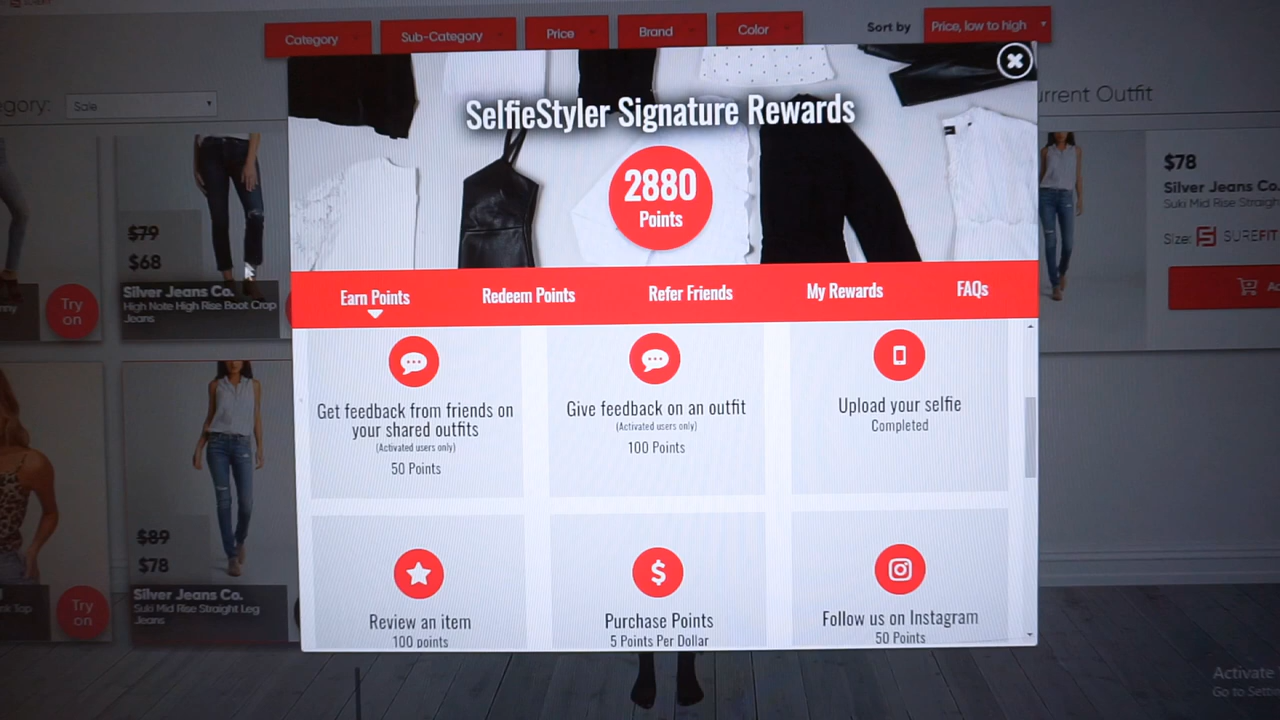 Category
Sub-Category
Price
Brand
Color
Sort by
Price, low to high
Sale
Current Outfit
SelfieStyler Signature Rewards
2880
Points
Earn Points
Redeem Points
Refer Friends
My Rewards
FAQs
Get feedback from friends on
your shared outfits
(Activated users only)
50 Points
Give feedback on an outfit
(Activated users only)
100 Points
Upload your selfie
Completed
Review an item
100 points
Purchase Points
5 Points Per Dollar
Follow us on Instagram
50 Points
$79
$68
Silver Jeans Co.
High Note High Rise Boot Crop
Jeans
Try
on
$89
$78
Silver Jeans Co.
Suki Mid Rise Straight Leg
Jeans
Try
on
$78
Silver Jeans Co.
Suki Mid Rise Straight
Size:
SUREFIT
Activate
Go to